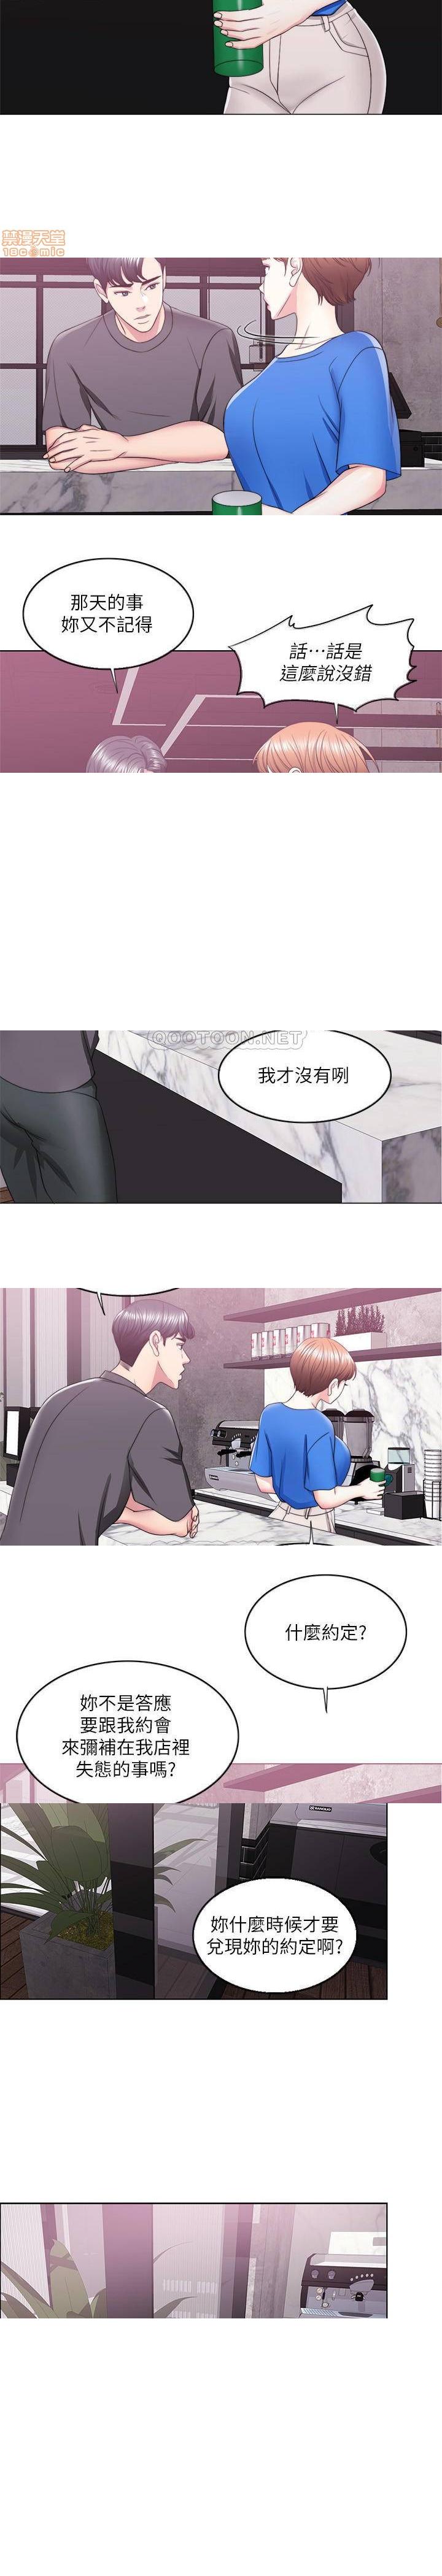 禁漫天堂
18comic
那天的事
妳又不記得
話⋯話是
這麼說沒錯
QOOTOON.NET
我才沒有咧
什麼約定?
妳不是答應
要跟我約會
來彌補在我店裡
失態的事嗎?
妳什麼時候才要
兌現妳的約定啊?